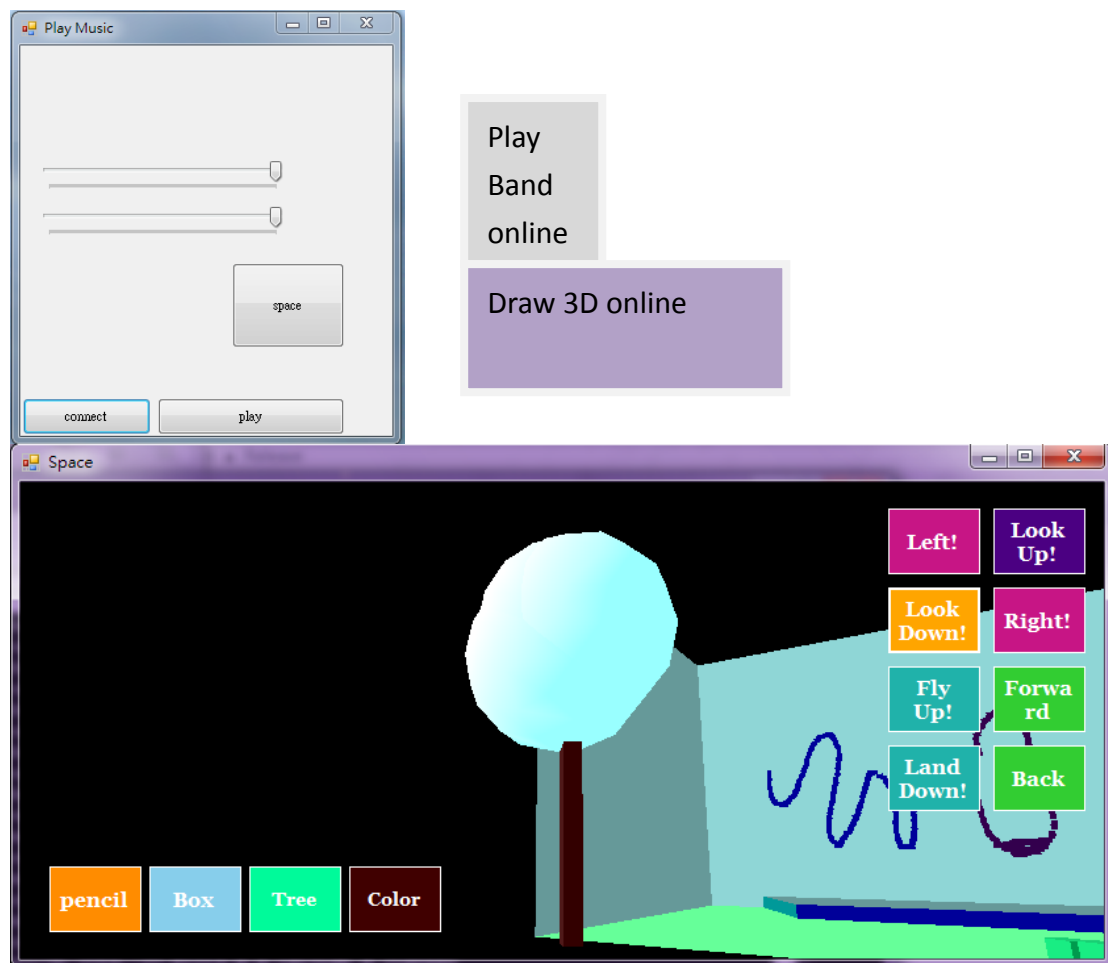 Play Music
Play
Band
online
Draw 3D online
space
connect
play
Space
Left!
Look
Up!
Look
Down!
Right!
Fly
Up!
Forwa
rd
Land
Down!
Back
pencil
Box
Tree
Color